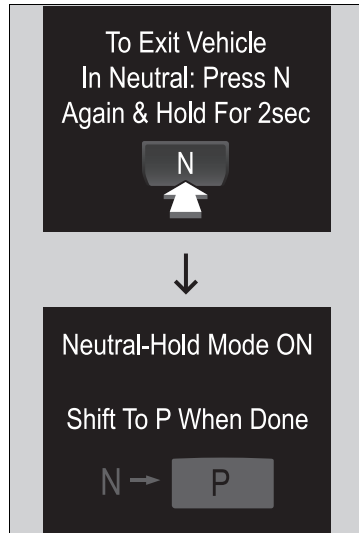 To Exit Vehicle
In Neutral: Press N
Again & Hold For 2sec
N
↓
Neutral-Hold Mode ON
Shift To P When Done
N → P